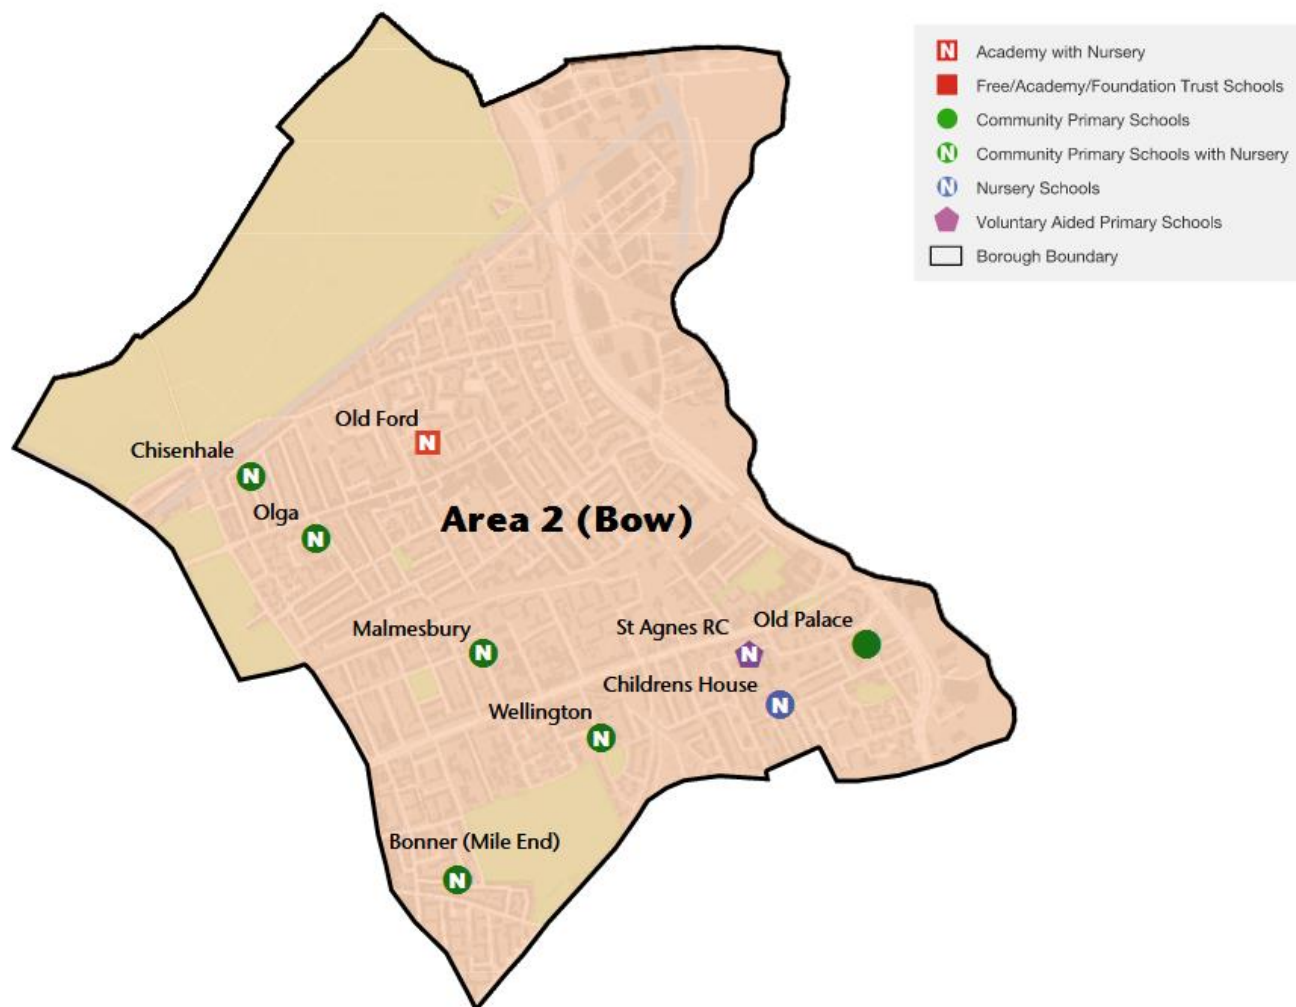 N Academy with Nursery
Free/Academy/Foundation Trust Schools
Community Primary Schools
N Community Primary Schools with Nursery
N Nursery Schools
Voluntary Aided Primary Schools
Borough Boundary
Old Ford
N
Chisenhale
N
Olga
N
Area 2 (Bow)
Malmesbury
N
St Agnes RC
N
Old Palace
Childrens House
N
Wellington
N
Bonner (Mile End)
N